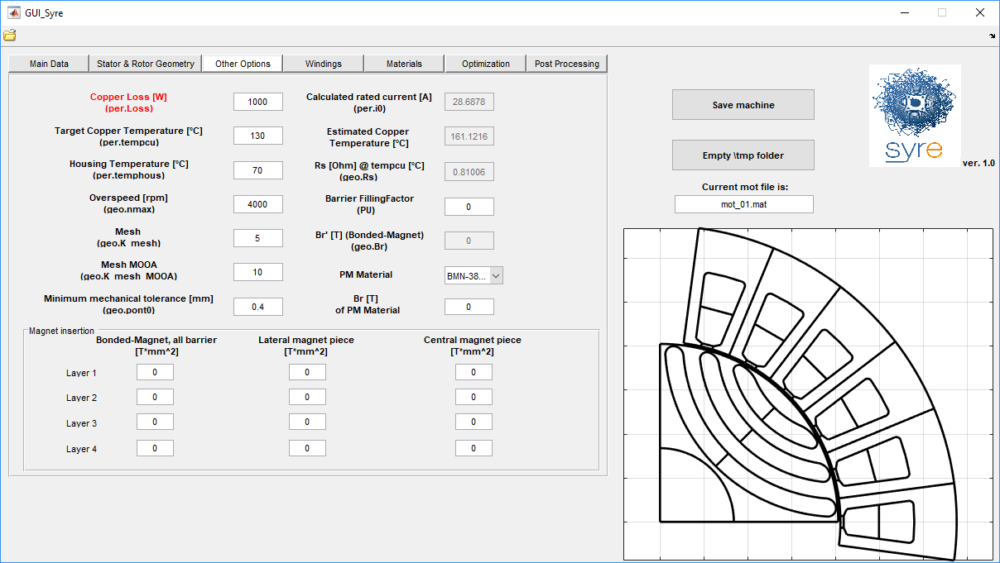 GUI_Syre
Main Data
Stator & Rotor Geometry
Other Options
Windings
Materials
Optimization
Post Processing
Copper Loss [W]
(per.Loss)
1000
Calculated rated current [A]
(per.i0)
28.6878
Target Copper Temperature [°C]
(per.tempcu)
130
Estimated Copper
Temperature [°C]
161.1216
Housing Temperature [°C]
(per.temphous)
70
Rs [Ohm] @ tempcu [°C]
(geo.Rs)
0.81006
Overspeed [rpm]
(geo.nmax)
4000
Barrier FillingFactor
(PU)
0
Mesh
(geo.K_mesh)
5
Br' [T] (Bonded-Magnet)
(geo.Br)
0
Mesh MOOA
(geo.K_mesh_MOOA)
10
PM Material
BMN-38...
Minimum mechanical tolerance [mm]
(geo.pont0)
0.4
Br [T]
of PM Material
0
Magnet insertion
Bonded-Magnet, all barrier
[T*mm^2]
Lateral magnet piece
[T*mm^2]
Central magnet piece
[T*mm^2]
Layer 1
0
0
0
Layer 2
0
0
0
Layer 3
0
0
0
Layer 4
0
0
0
Save machine
Empty \tmp folder
Current mot file is:
mot_01.mat
syre
ver. 1.0